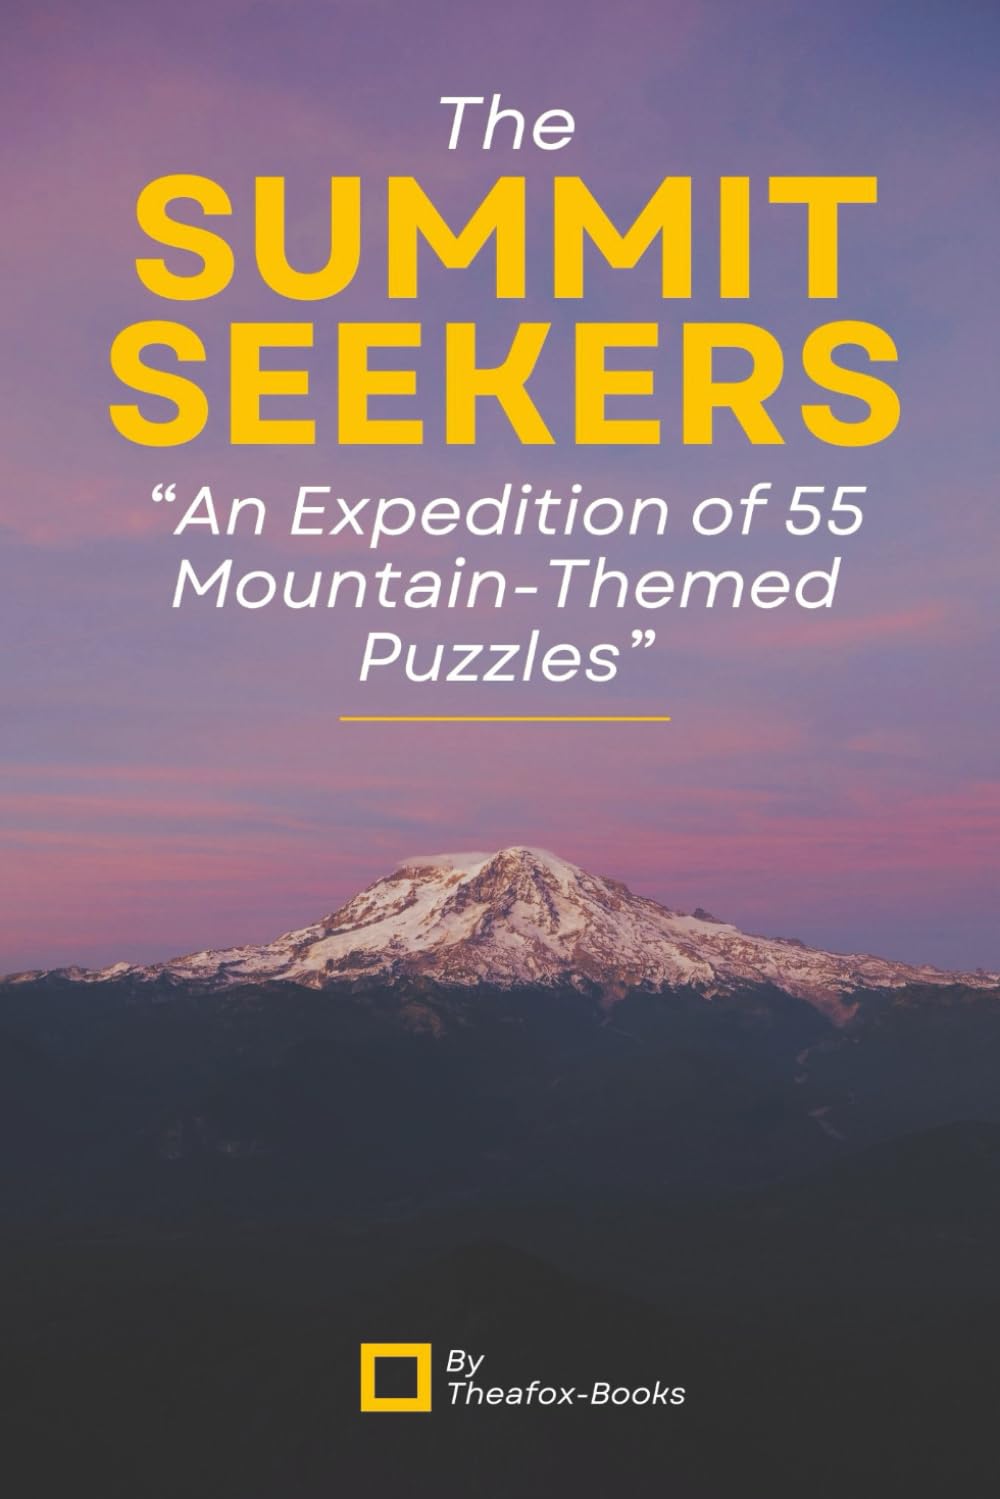 The
SUMMIT
SEEKERS
“An Expedition of 55
Mountain-Themed
Puzzles”
By
Theafox-Books